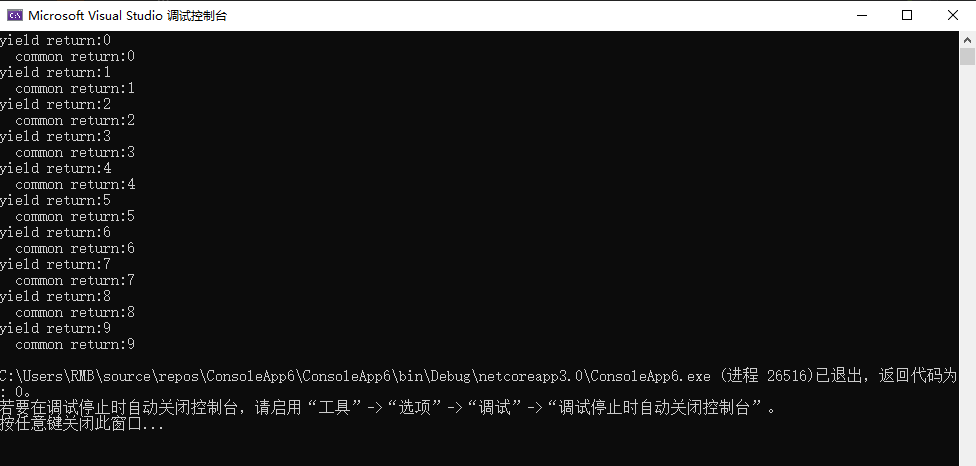 Microsoft Visual Studio 调试控制台
yield return:0
  common return:0
yield return:1
  common return:1
yield return:2
  common return:2
yield return:3
  common return:3
yield return:4
  common return:4
yield return:5
  common return:5
yield return:6
  common return:6
yield return:7
  common return:7
yield return:8
  common return:8
yield return:9
  common return:9
C:\Users\RMB\source\repos\ConsoleApp6\ConsoleApp6\bin\Debug\netcoreapp3.0\ConsoleApp6.exe (进程 26516)已退出，返回代码为
: 0。
若要在调试停止时自动关闭控制台，请启用“工具”->“选项”->“调试”->“调试停止时自动关闭控制台”。
按任意键关闭此窗口...